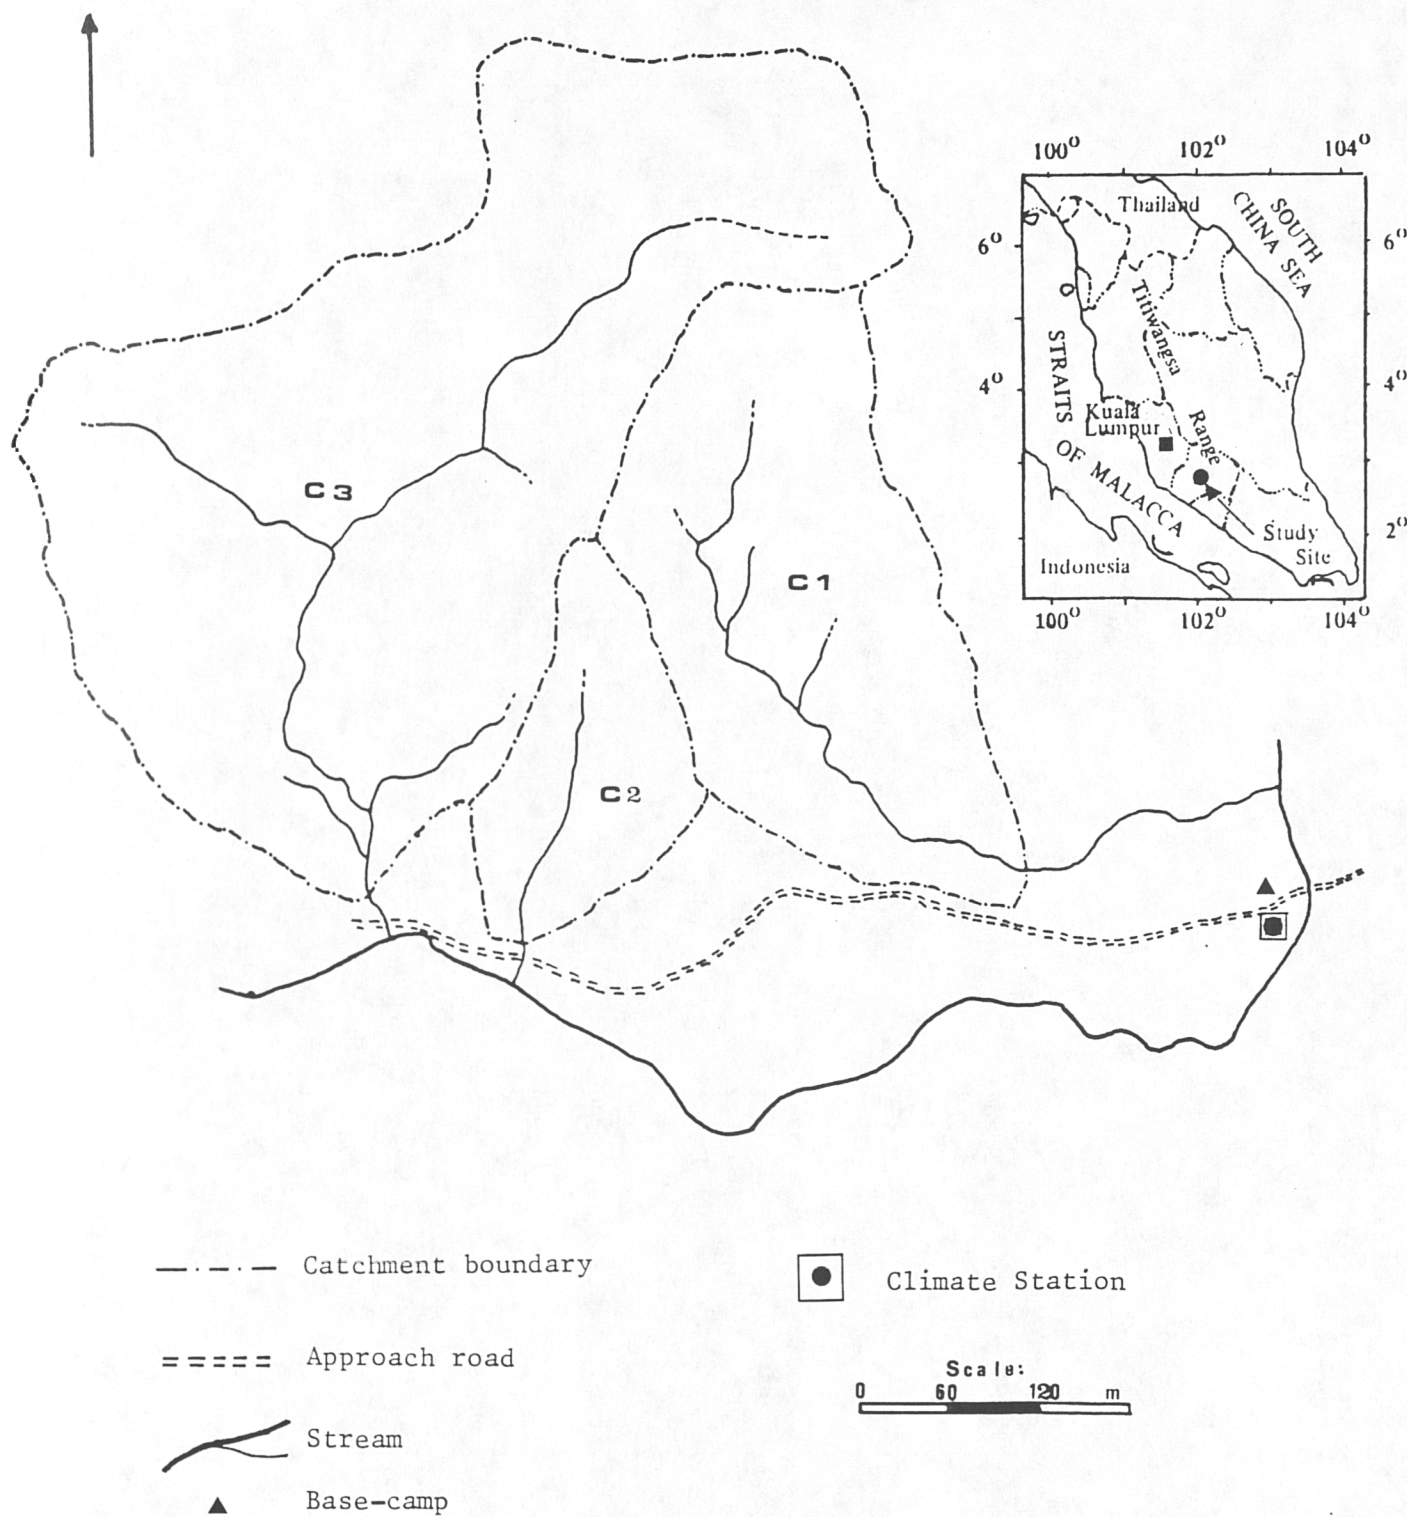 100° 102° 104°
Thailand
SOUTH
CHINA SEA
6° 6°
Titiwangsa
Range
STRAITS OF MALACCA
4° 4°
Kuala
Lumpur
2°
Study
Site
Indonesia
100° 102° 104°
C3
C1
C2
Catchment boundary
Climate Station
Approach road
Scale:
0 60 120 m
Stream
Base-camp